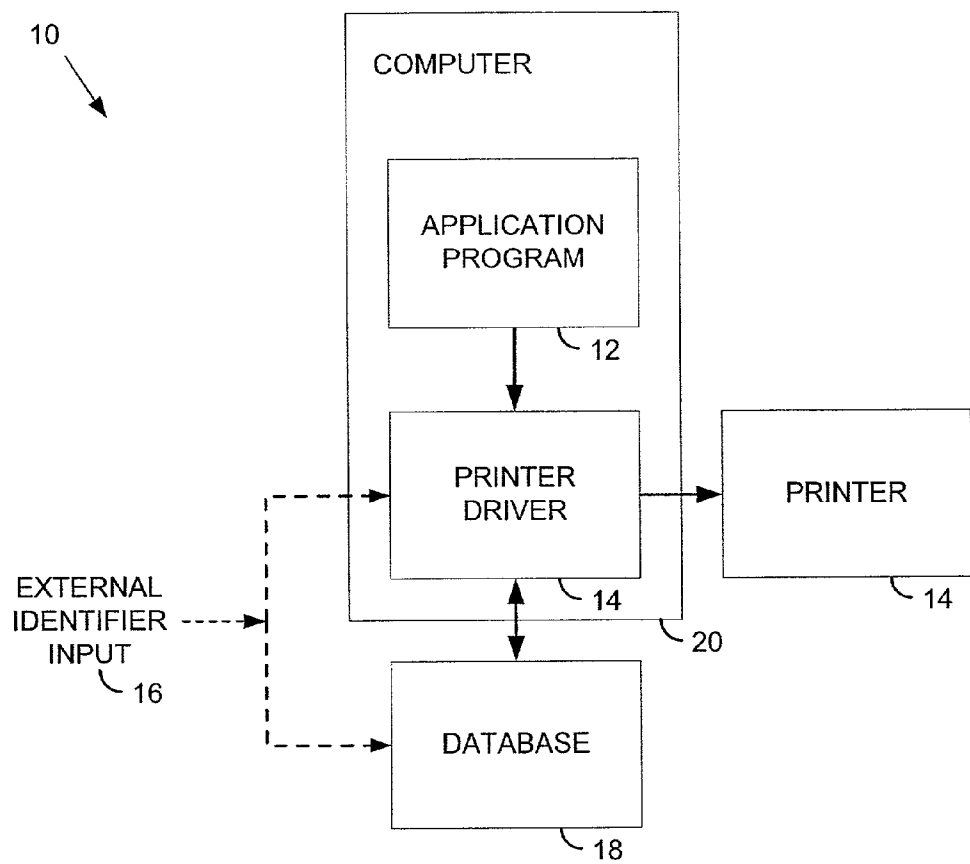 10
COMPUTER
APPLICATION
PROGRAM
12
PRINTER
DRIVER
14
PRINTER
14
EXTERNAL
IDENTIFIER
INPUT
16
20
DATABASE
18